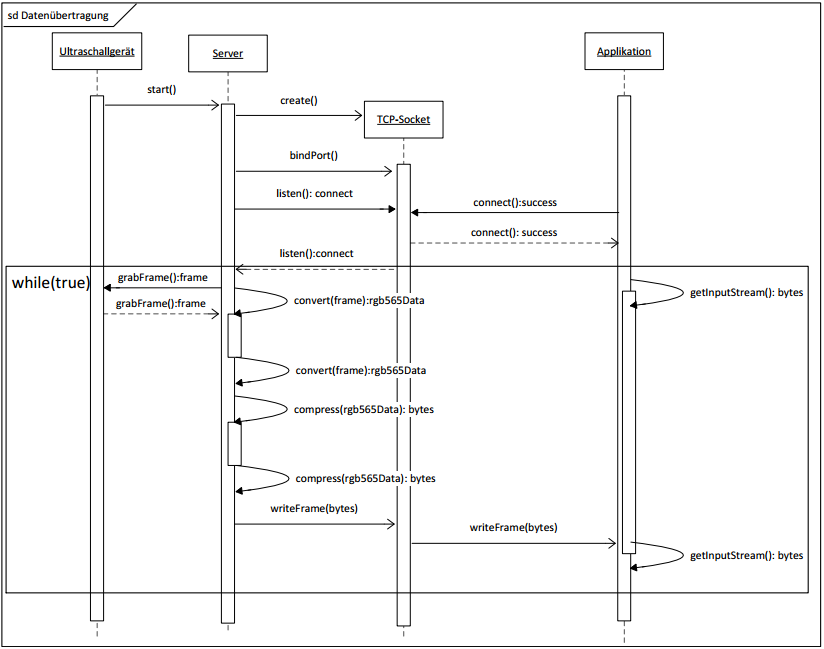 sd Datenübertragung
Ultraschallgerät
Server
Applikation
start()
create()
TCP-Socket
bindPort()
listen(): connect
connect():success
connect(): success
listen():connect
while(true)
grabFrame():frame
getInputStream(): bytes
grabFrame():frame
convert(frame):rgb565Data
convert(frame):rgb565Data
compress(rgb565Data): bytes
compress(rgb565Data): bytes
writeFrame(bytes)
writeFrame(bytes)
getInputStream(): bytes